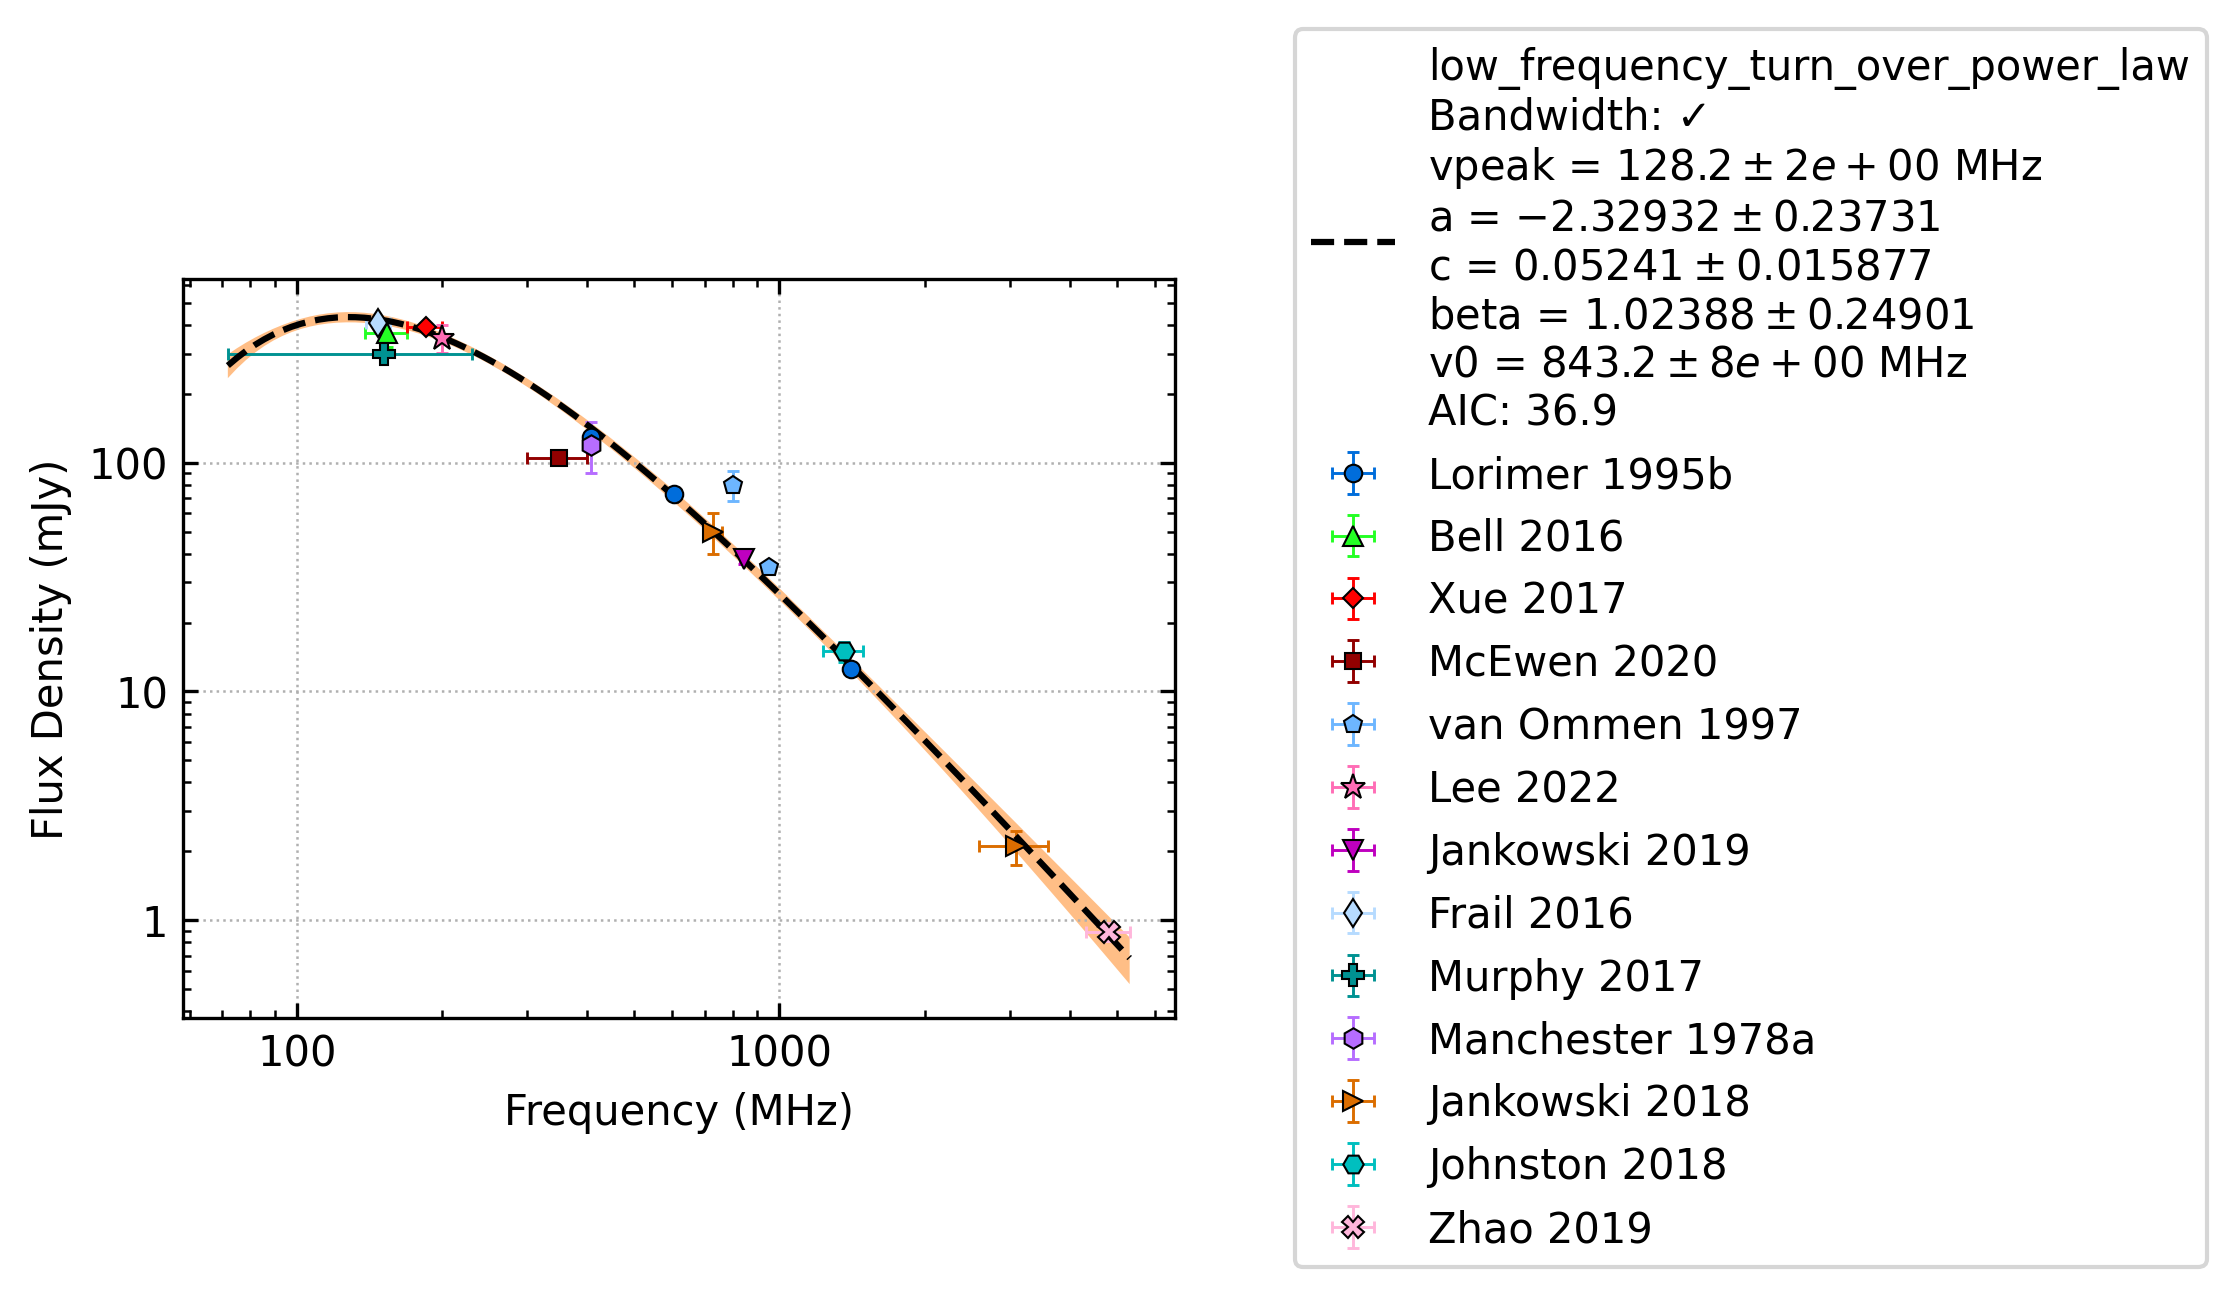 low_frequency_turn_over_power_law
Bandwidth: ✓
vpeak = 128.2 ± 2e + 00 MHz
a = −2.32932 ± 0.23731
c = 0.05241 ± 0.015877
beta = 1.02388 ± 0.24901
v0 = 843.2 ± 8e + 00 MHz
AIC: 36.9
Lorimer 1995b
Bell 2016
Xue 2017
McEwen 2020
van Ommen 1997
Lee 2022
Jankowski 2019
Frail 2016
Murphy 2017
Manchester 1978a
Jankowski 2018
Johnston 2018
Zhao 2019
Flux Density (mJy)
100
10
1
100
1000
Frequency (MHz)